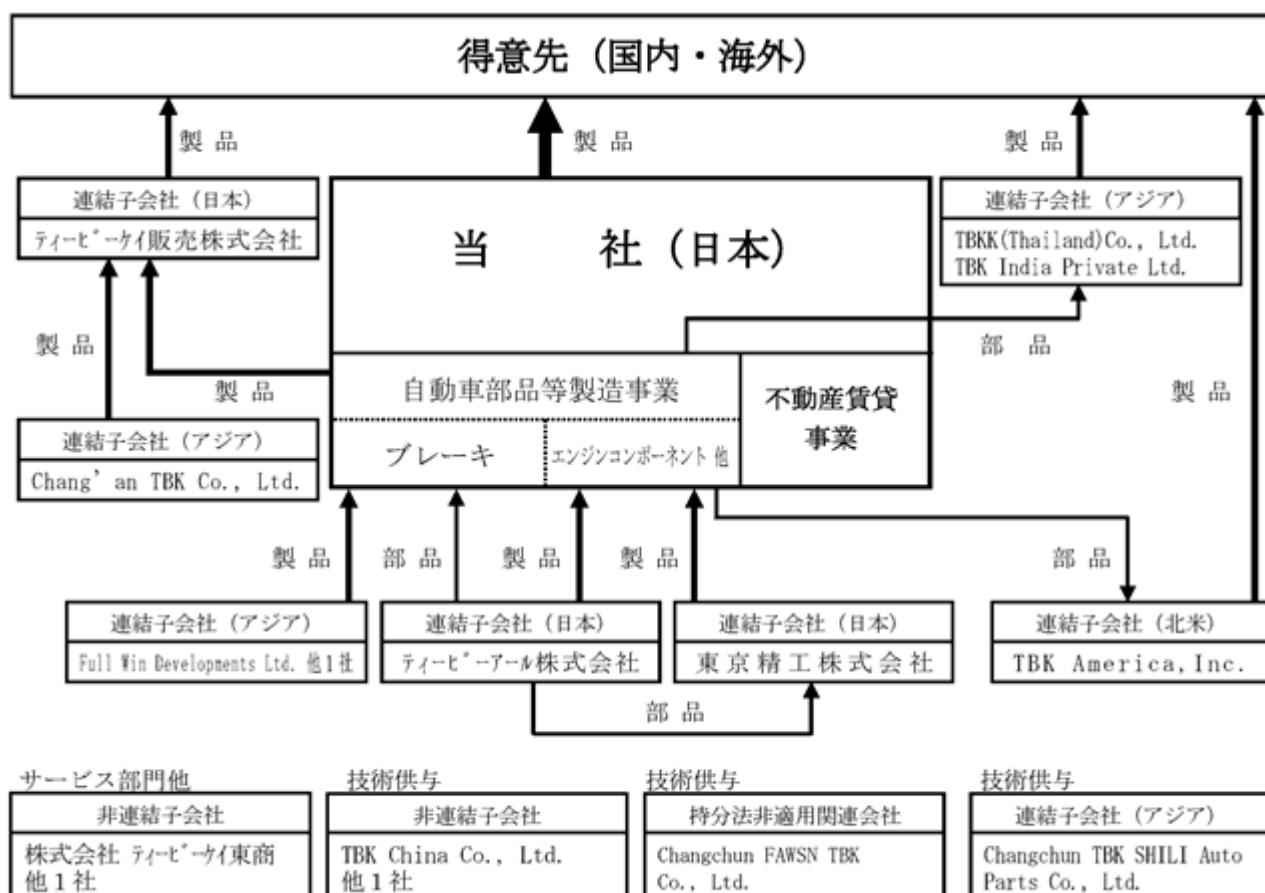 得意先（国内・海外）
製 品
製 品
製 品
連結子会社（日本）
ティービーケイ販売株式会社
当 社（日本）
連結子会社（アジア）
TBKK(Thailand)Co., Ltd.
TBK India Private Ltd.
製 品
製 品
部 品
製 品
自動車部品等製造事業
不動産賃貸
事業
ブレーキ
エンジンコンポーネント 他
連結子会社（アジア）
Chang’an TBK Co., Ltd.
製 品
部 品
製 品
製 品
部 品
連結子会社（アジア）
Full Win Developments Ltd. 他1社
連結子会社（日本）
ティービーアール株式会社
連結子会社（日本）
東京精工株式会社
連結子会社（北米）
TBK America,Inc.
部 品
サービス部門他
非連結子会社
株式会社 ティービーケイ東商
他１社
技術供与
非連結子会社
TBK China Co., Ltd.
他１社
技術供与
持分法非適用関連会社
Changchun FAWSN TBK
Co., Ltd.
技術供与
連結子会社（アジア）
Changchun TBK SHILI Auto
Parts Co., Ltd.